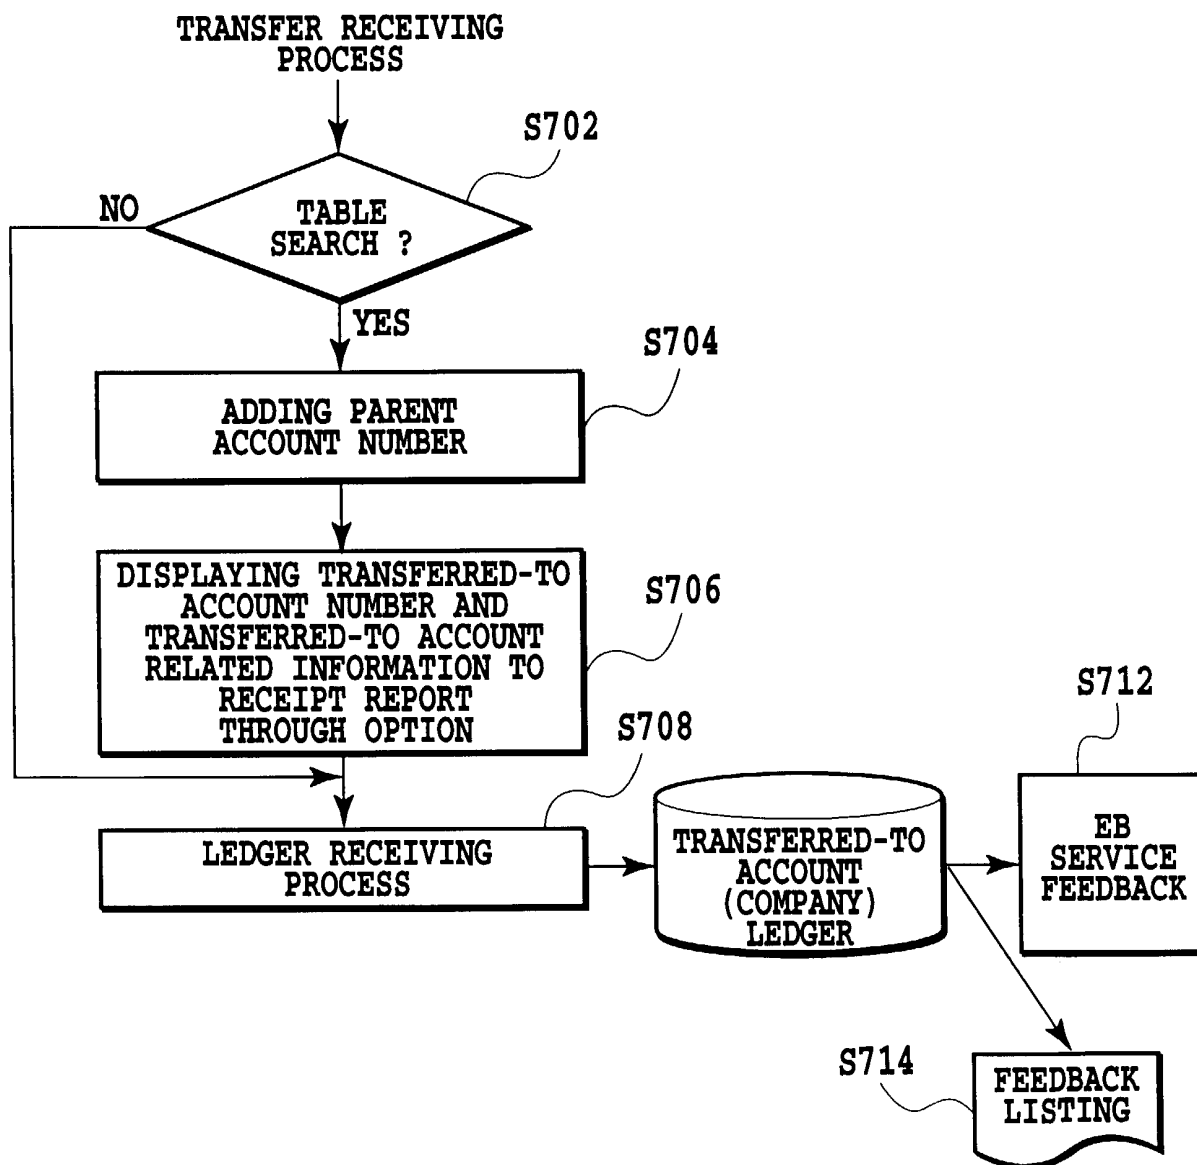 TRANSFER RECEIVING
PROCESS
S702
NO
TABLE
SEARCH ?
YES
S704
ADDING PARENT
ACCOUNT NUMBER
DISPLAYING TRANSFERRED-TO
ACCOUNT NUMBER AND
TRANSFERRED-TO ACCOUNT
RELATED INFORMATION TO
RECEIPT REPORT
THROUGH OPTION
S706
S708
LEDGER RECEIVING
PROCESS
TRANSFERRED-TO
ACCOUNT
(COMPANY)
LEDGER
S712
EB
SERVICE
FEEDBACK
S714
FEEDBACK
LISTING